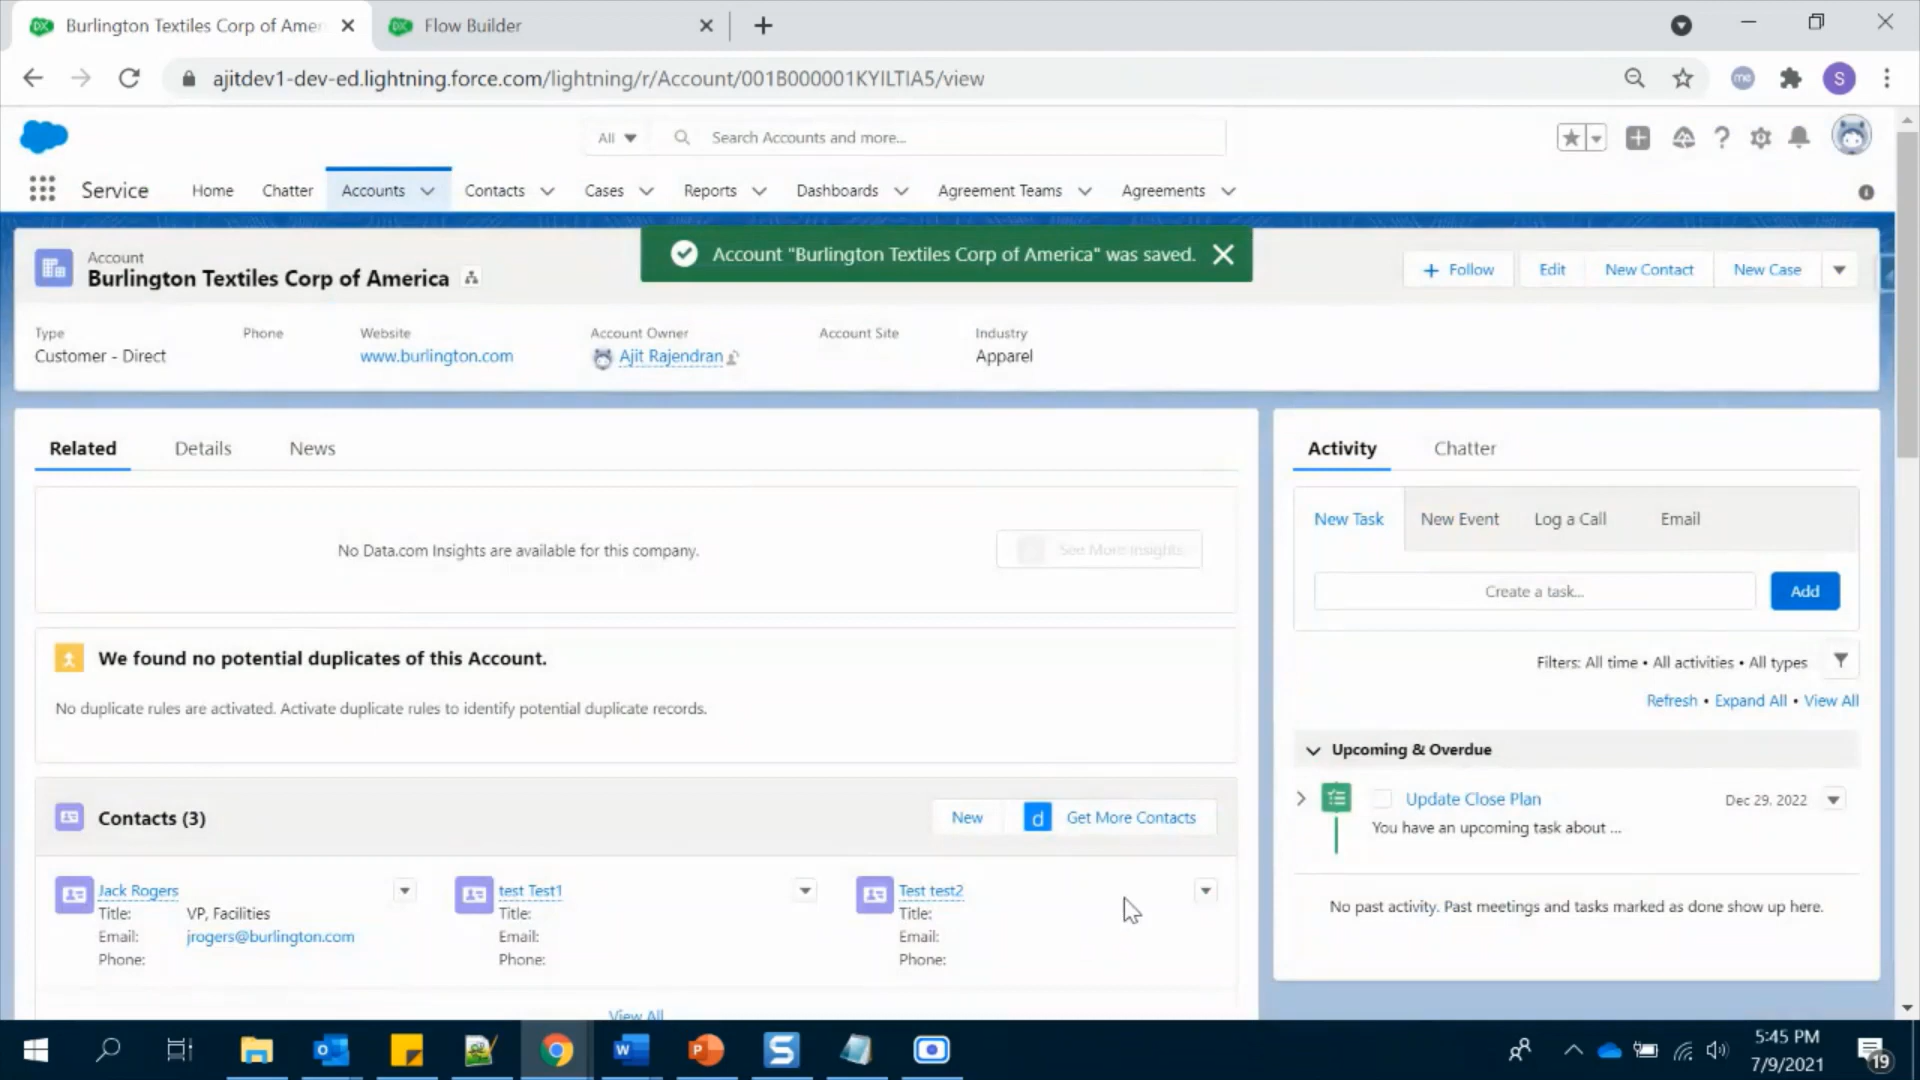 Burlington Textiles Corp of Amer
Flow Builder
ajitdev1-dev-ed.lightning.force.com/lightning/r/Account/001B000001KYILTIA5/view
me
S
All
Search Accounts and more...
Service
Home
Chatter
Accounts
Contacts
Cases
Reports
Dashboards
Agreement Teams
Agreements
Account "Burlington Textiles Corp of America" was saved.
Account
Burlington Textiles Corp of America
Follow
Edit
New Contact
New Case
Type
Phone
Website
Account Owner
Account Site
Industry
Customer - Direct
www.burlington.com
Ajit Rajendran
Apparel
Related
Details
News
No Data.com Insights are available for this company.
See More Insights
We found no potential duplicates of this Account.
No duplicate rules are activated. Activate duplicate rules to identify potential duplicate records.
Contacts (3)
New
d
Get More Contacts
Jack Rogers
Title: VP, Facilities
Email: jrogers@burlington.com
Phone:
test Test1
Title:
Email:
Phone:
Test test2
Title:
Email:
Phone:
View All
Activity
Chatter
New Task
New Event
Log a Call
Email
Create a task...
Add
Filters: All time • All activities • All types
Refresh • Expand All • View All
Upcoming & Overdue
Update Close Plan
Dec 29, 2022
You have an upcoming task about ...
No past activity. Past meetings and tasks marked as done show up here.
5:45 PM
7/9/2021
19